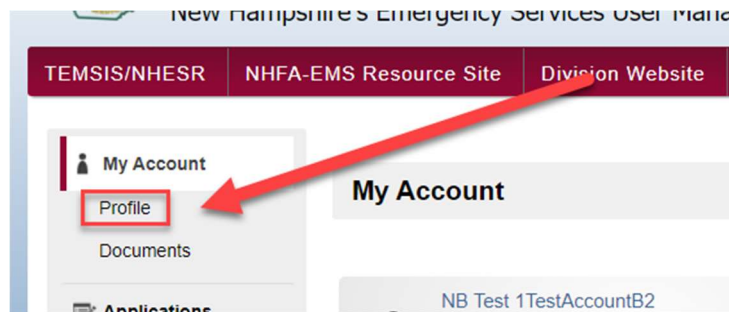 New Hampshire's Emergency Services User Mana
TEMSIS/NHESR
NHFA-EMS Resource Site
Division Website
My Account
Profile
Documents
Applications
My Account
NB Test 1TestAccountB2